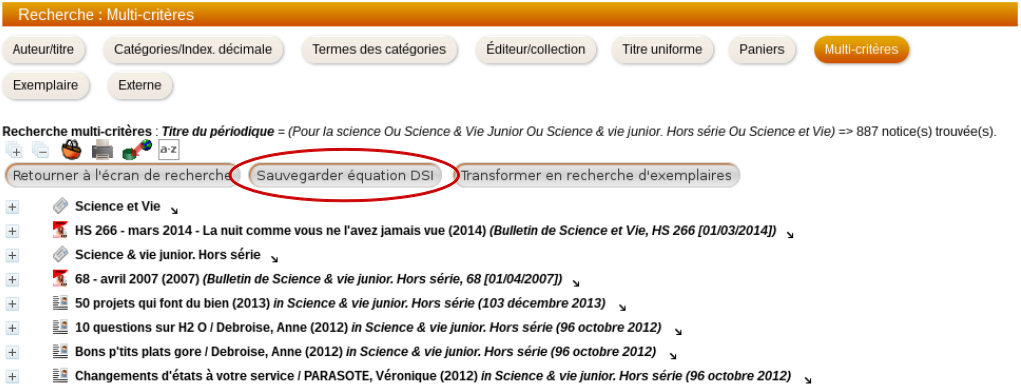 Recherche : Multi-critères
Auteur/titre Catégories/Index. décimale Termes des catégories Éditeur/collection Titre uniforme Paniers Multi-critères
Exemplaire Externe
Recherche multi-critères : Titre du périodique = (Pour la science Ou Science & Vie Junior Ou Science & vie junior. Hors série Ou Science et Vie) => 887 notice(s) trouvée(s).
a-z
Retourner à l'écran de recherche Sauvegarder équation DSI Transformer en recherche d'exemplaires
Science et Vie
HS 266 - mars 2014 - La nuit comme vous ne l'avez jamais vue (2014) (Bulletin de Science et Vie, HS 266 [01/03/2014])
Science & vie junior. Hors série
68 - avril 2007 (2007) (Bulletin de Science & vie junior. Hors série, 68 [01/04/2007])
50 projets qui font du bien (2013) in Science & vie junior. Hors série (103 décembre 2013)
10 questions sur H2 O / Debroise, Anne (2012) in Science & vie junior. Hors série (96 octobre 2012)
Bons p'tits plats gore / Debroise, Anne (2012) in Science & vie junior. Hors série (96 octobre 2012)
Changements d'états à votre service / PARASOTE, Véronique (2012) in Science & vie junior. Hors série (96 octobre 2012)